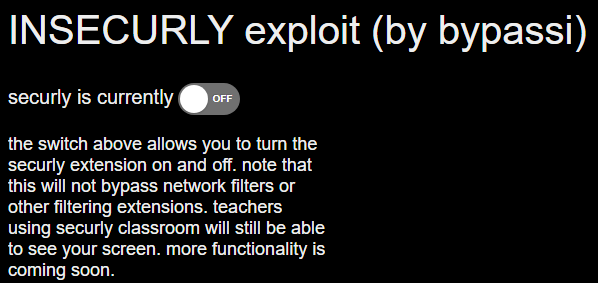 INSECURLY exploit (by bypassi)
securly is currently OFF
the switch above allows you to turn the
securly extension on and off. note that
this will not bypass network filters or
other filtering extensions. teachers
using securly classroom will still be able
to see your screen. more functionality is
coming soon.